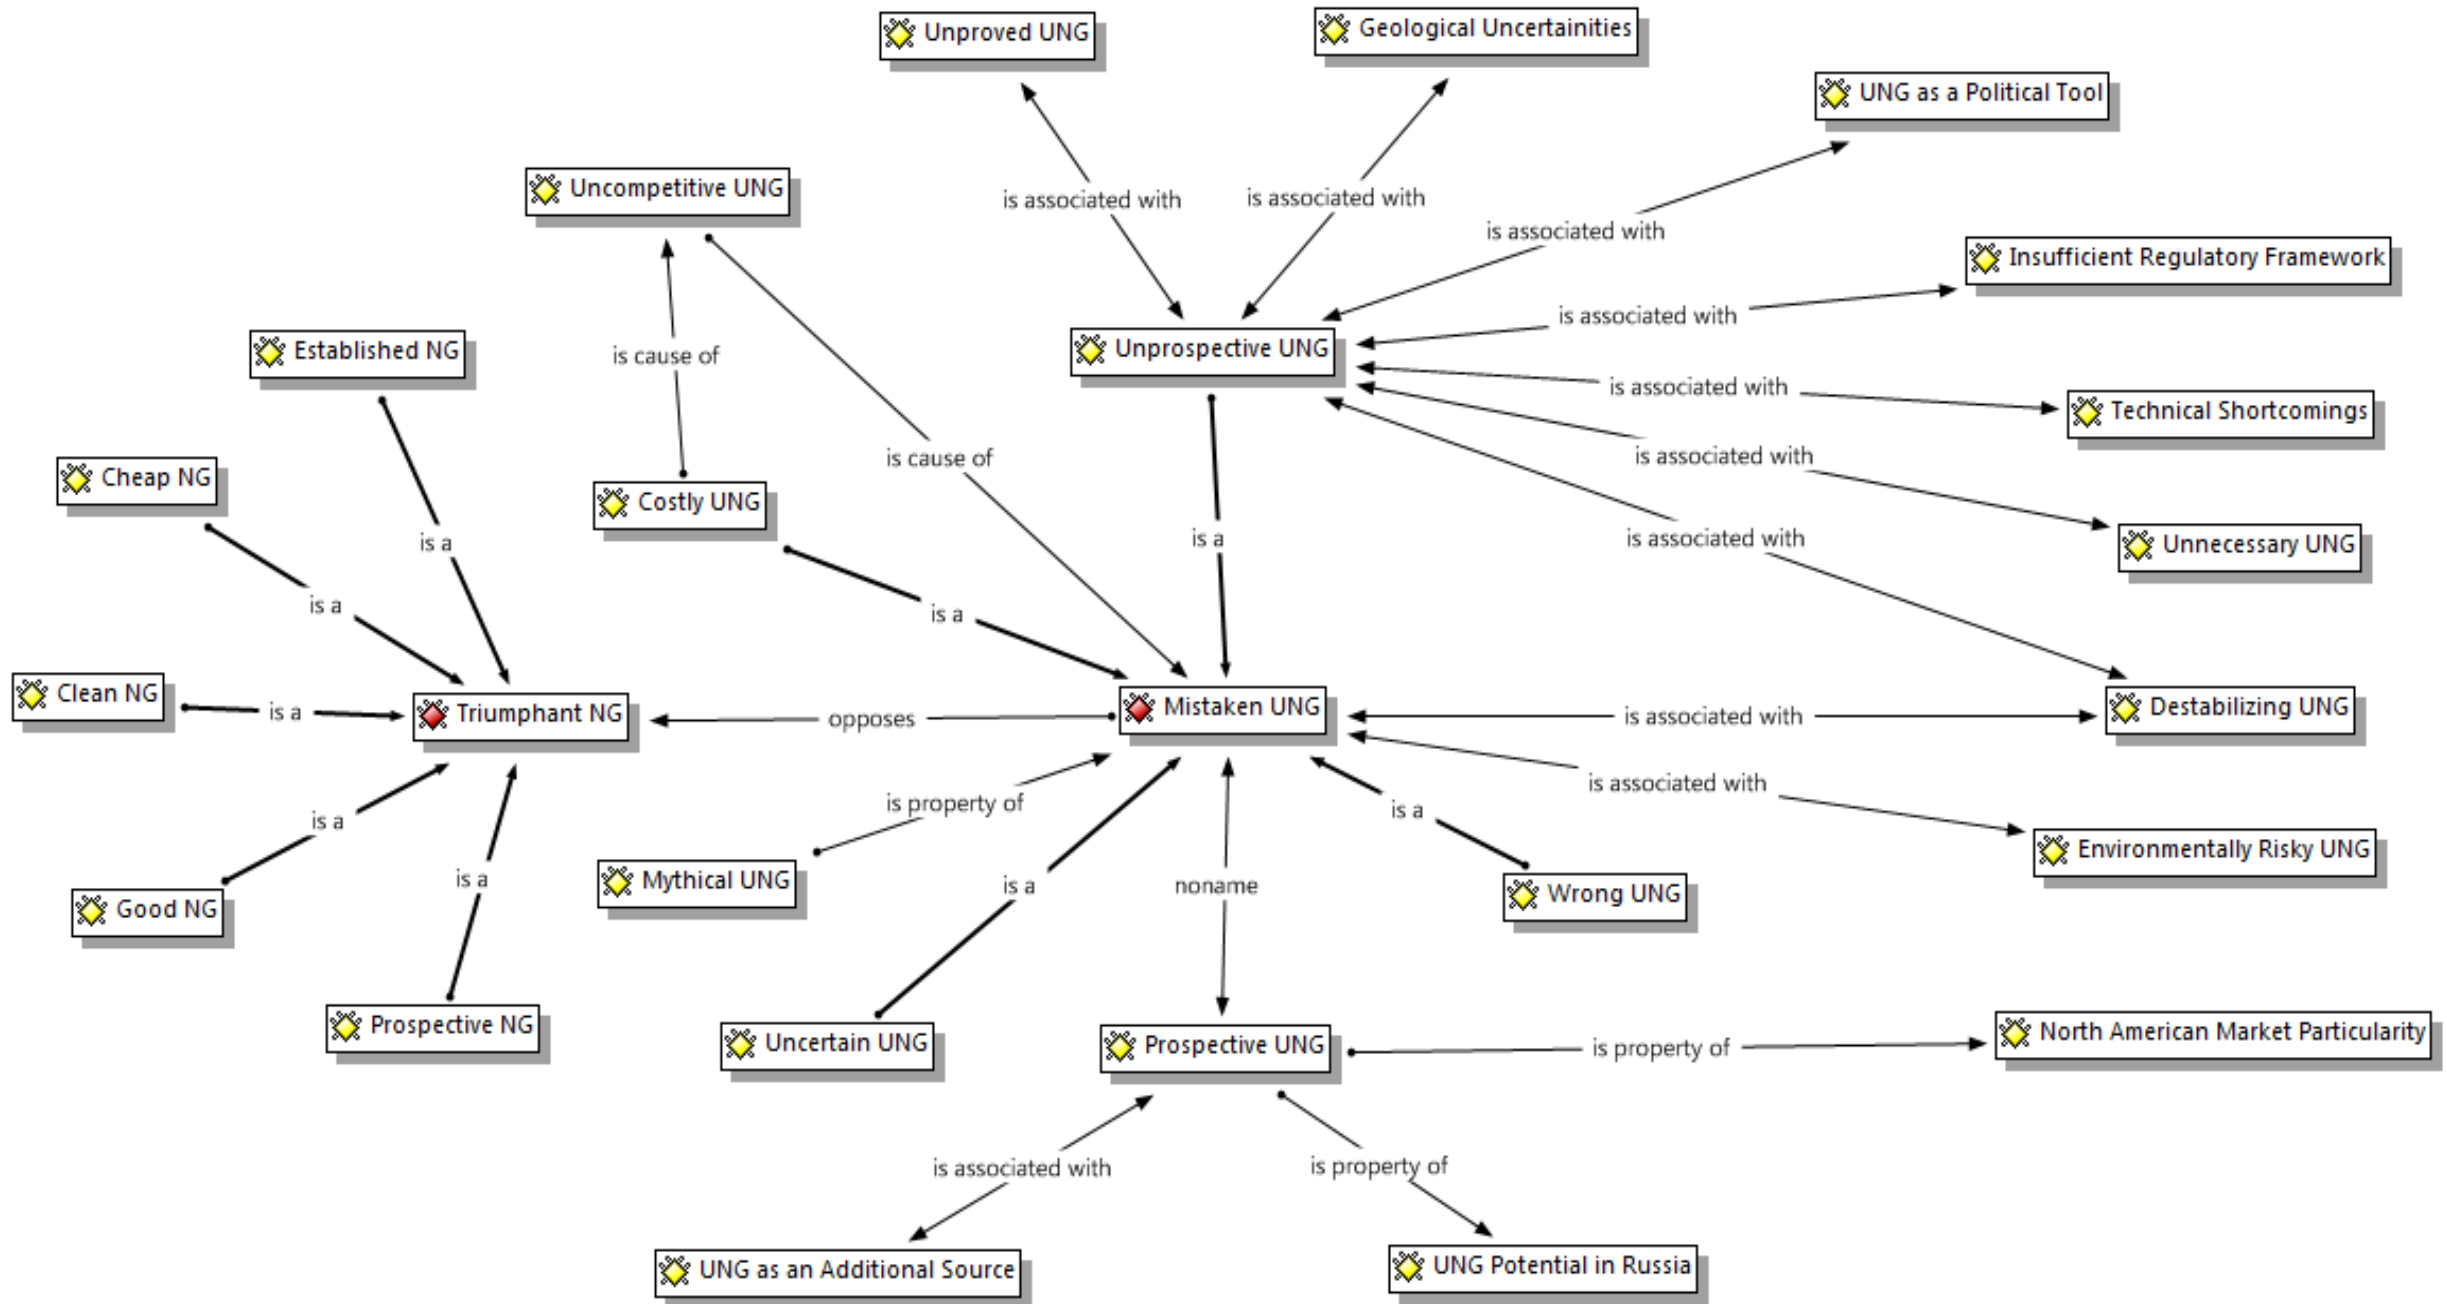 Unproved UNG
Geological Uncertainities
UNG as a Political Tool
Uncompetitive UNG
is associated with
is associated with
is associated with
Insufficient Regulatory Framework
is associated with
Established NG
is cause of
Unprospective UNG
is associated with
Technical Shortcomings
Cheap NG
is cause of
is associated with
Costly UNG
is a
is a
is associated with
Unnecessary UNG
is a
is a
Clean NG
is a
Triumphant NG
opposes
Mistaken UNG
is associated with
Destabilizing UNG
is property of
is associated with
is a
Good NG
is a
is a
Mythical UNG
is a
noname
Wrong UNG
Environmentally Risky UNG
Prospective NG
Uncertain UNG
Prospective UNG
is property of
North American Market Particularity
is associated with
is property of
UNG as an Additional Source
UNG Potential in Russia